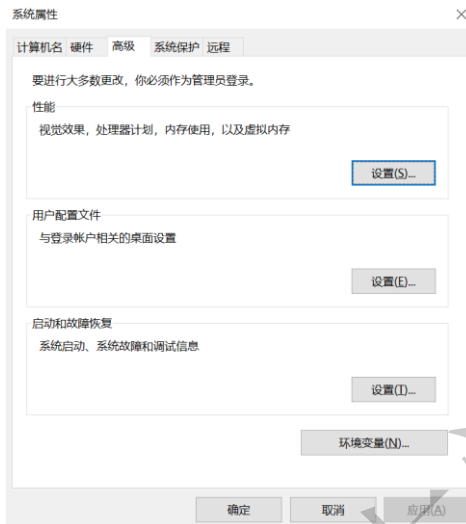 系统属性
计算机名 硬件 高级 系统保护 远程
要进行大多数更改，你必须作为管理员登录。
性能
视觉效果，处理器计划，内存使用，以及虚拟内存
设置(S)...
用户配置文件
与登录帐户相关的桌面设置
设置(E)...
启动和故障恢复
系统启动、系统故障和调试信息
设置(T)...
环境变量(N)...
确定 取消 应用(A)